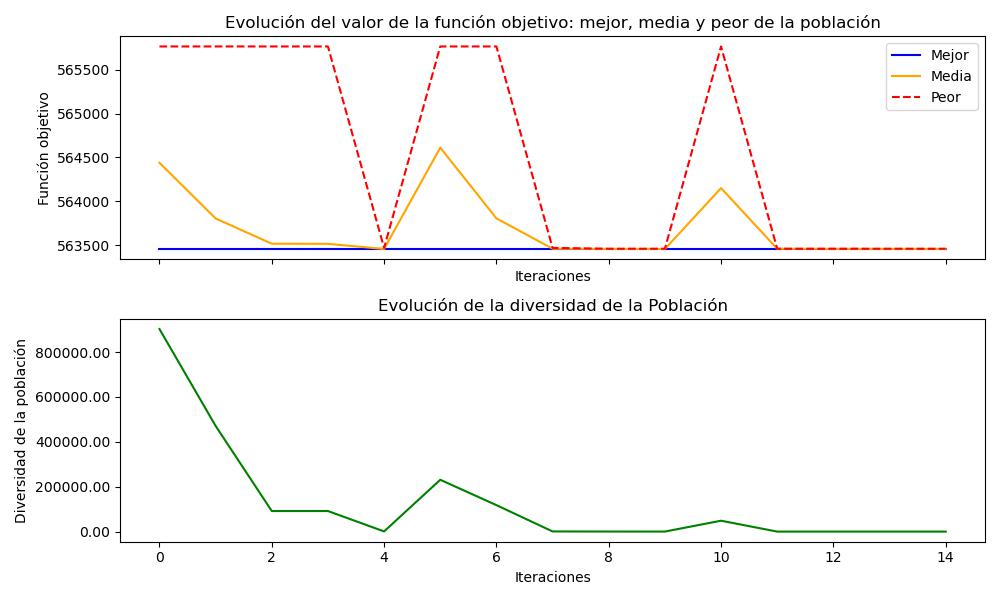 Evolución del valor de la función objetivo: mejor, media y peor de la población
Función objetivo
565500
565000
564500
564000
563500
Mejor
Media
Peor
Iteraciones
Evolución de la diversidad de la Población
Diversidad de la población
800000.00
600000.00
400000.00
200000.00
0.00
0 2 4 6 8 10 12 14
Iteraciones